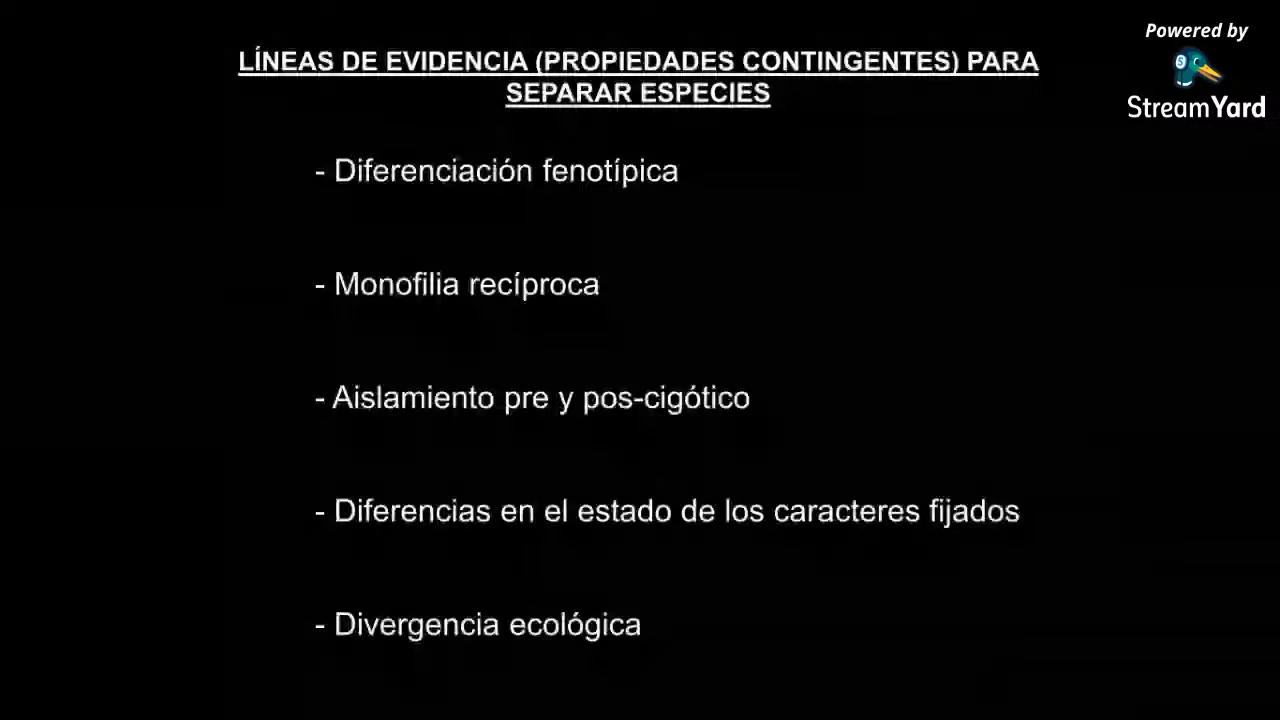 Powered by
StreamYard
LÍNEAS DE EVIDENCIA (PROPIEDADES CONTINGENTES) PARA
SEPARAR ESPECIES
- Diferenciación fenotípica
- Monofilia recíproca
- Aislamiento pre y pos-cigótico
- Diferencias en el estado de los caracteres fijados
- Divergencia ecológica